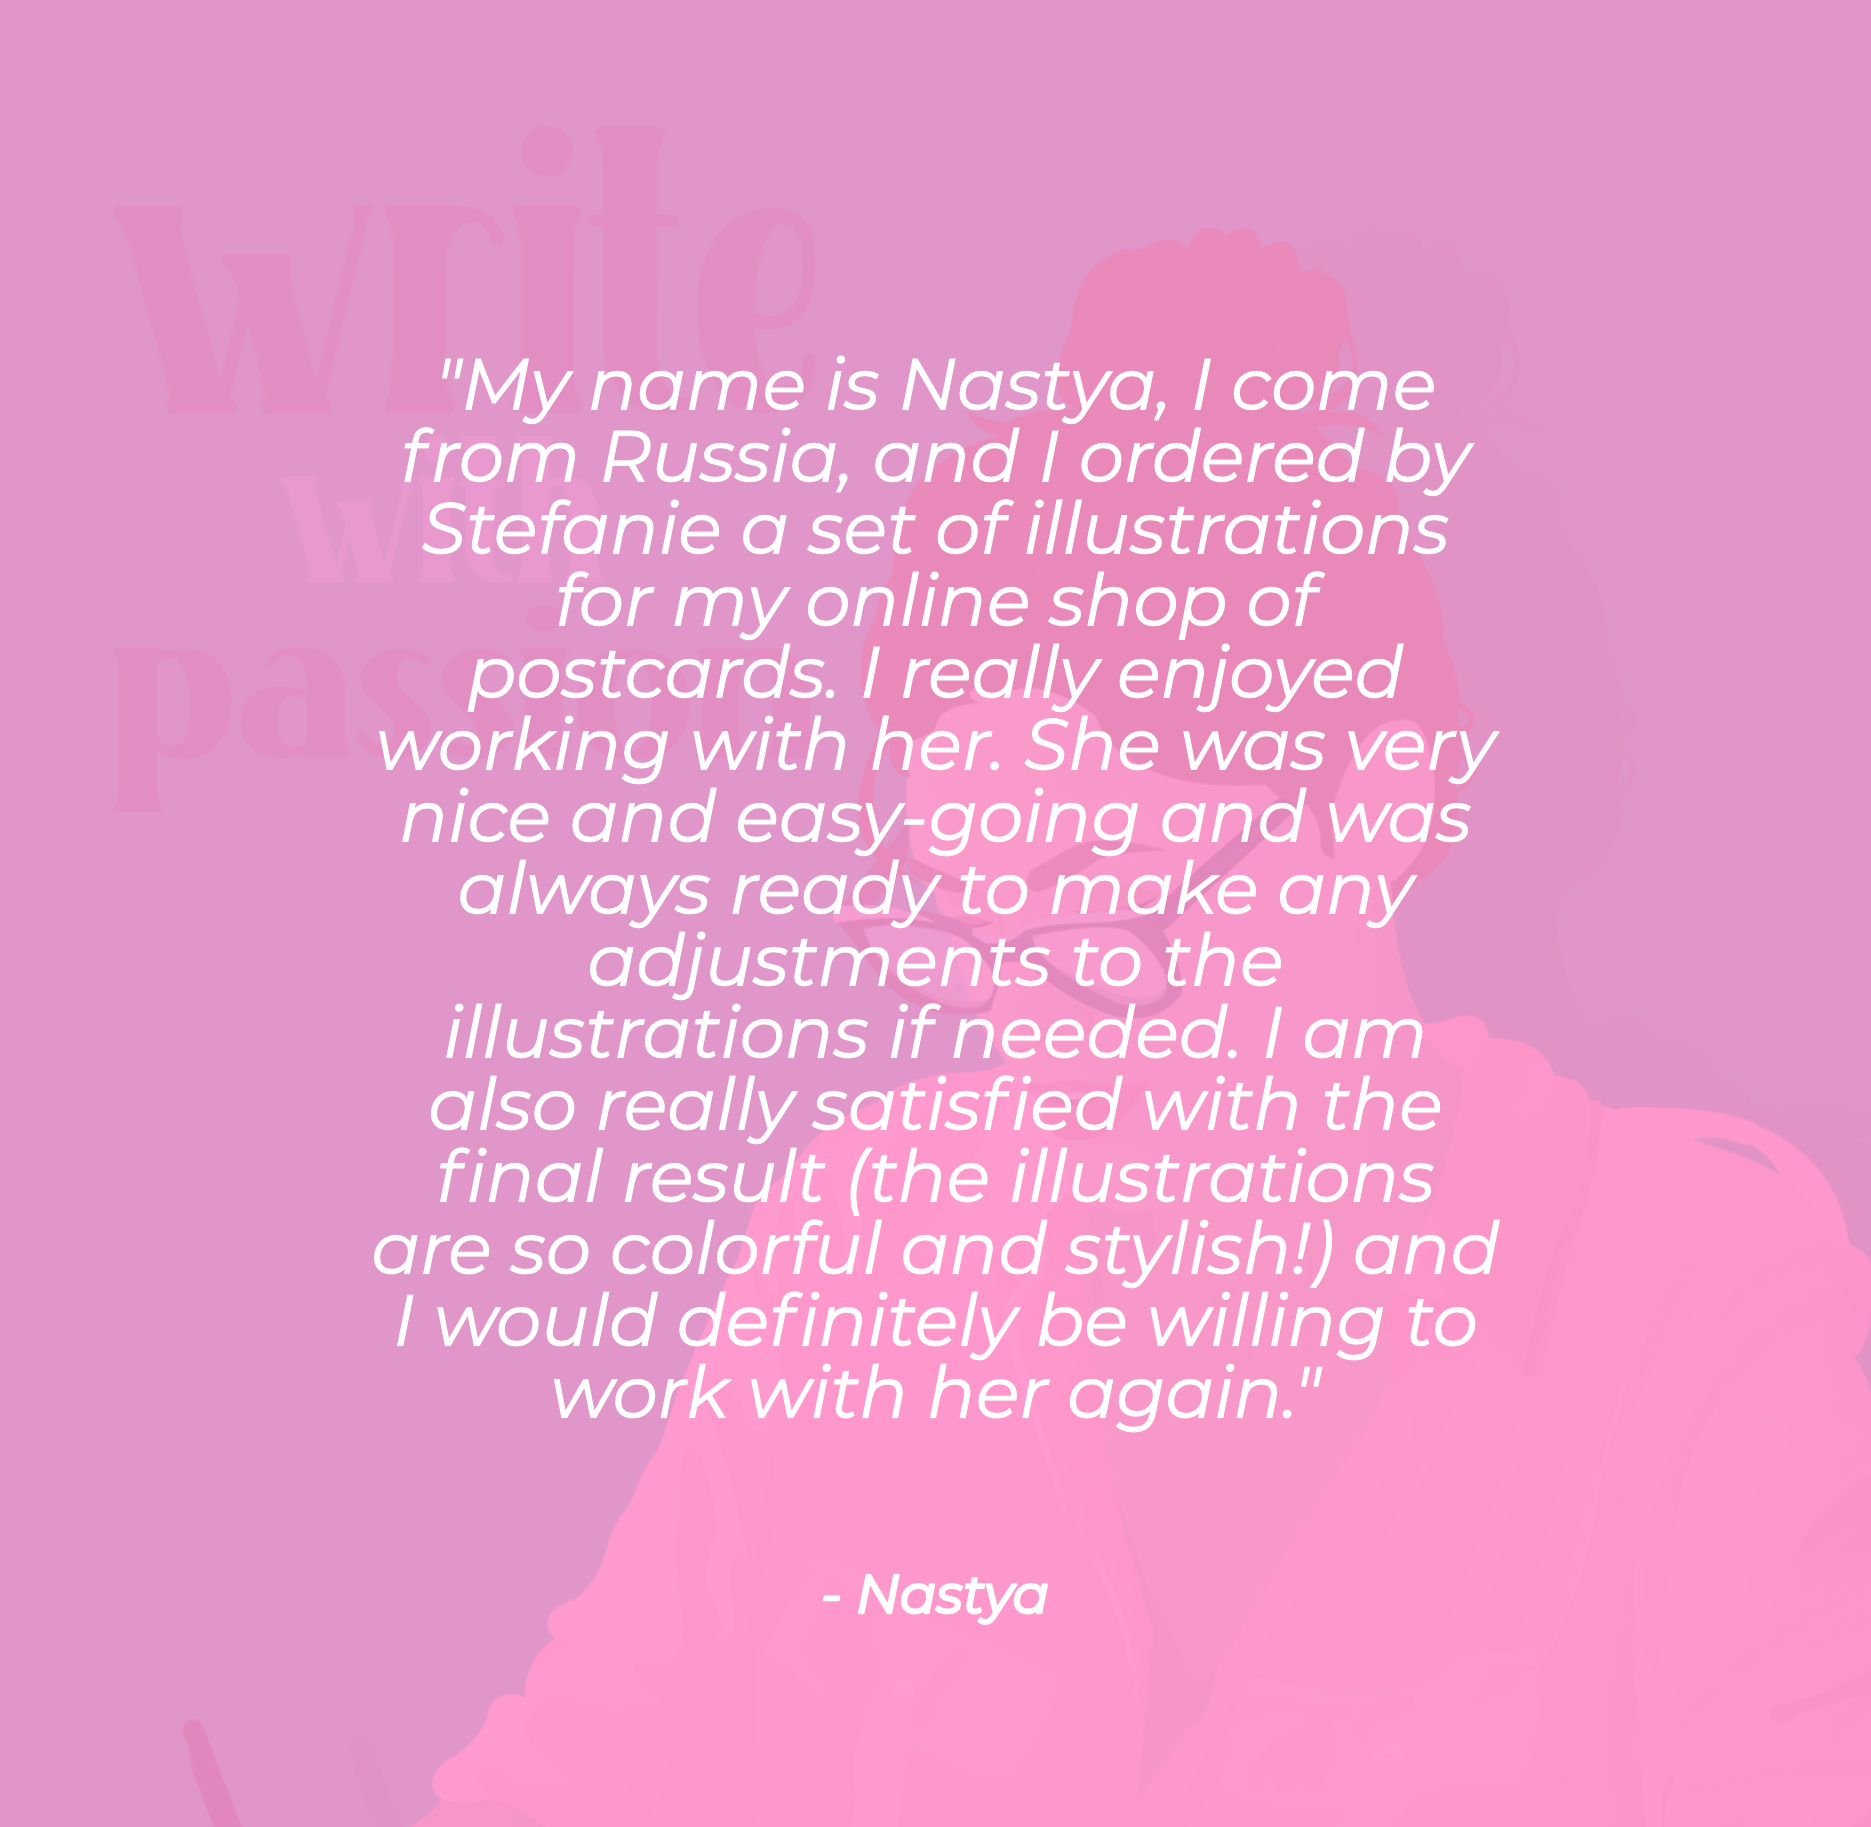 write
with
passion
"My name is Nastya, I come
from Russia, and I ordered by
Stefanie a set of illustrations
for my online shop of
postcards. I really enjoyed
working with her. She was very
nice and easy-going and was
always ready to make any
adjustments to the
illustrations if needed. I am
also really satisfied with the
final result (the illustrations
are so colorful and stylish!) and
I would definitely be willing to
work with her again."
- Nastya